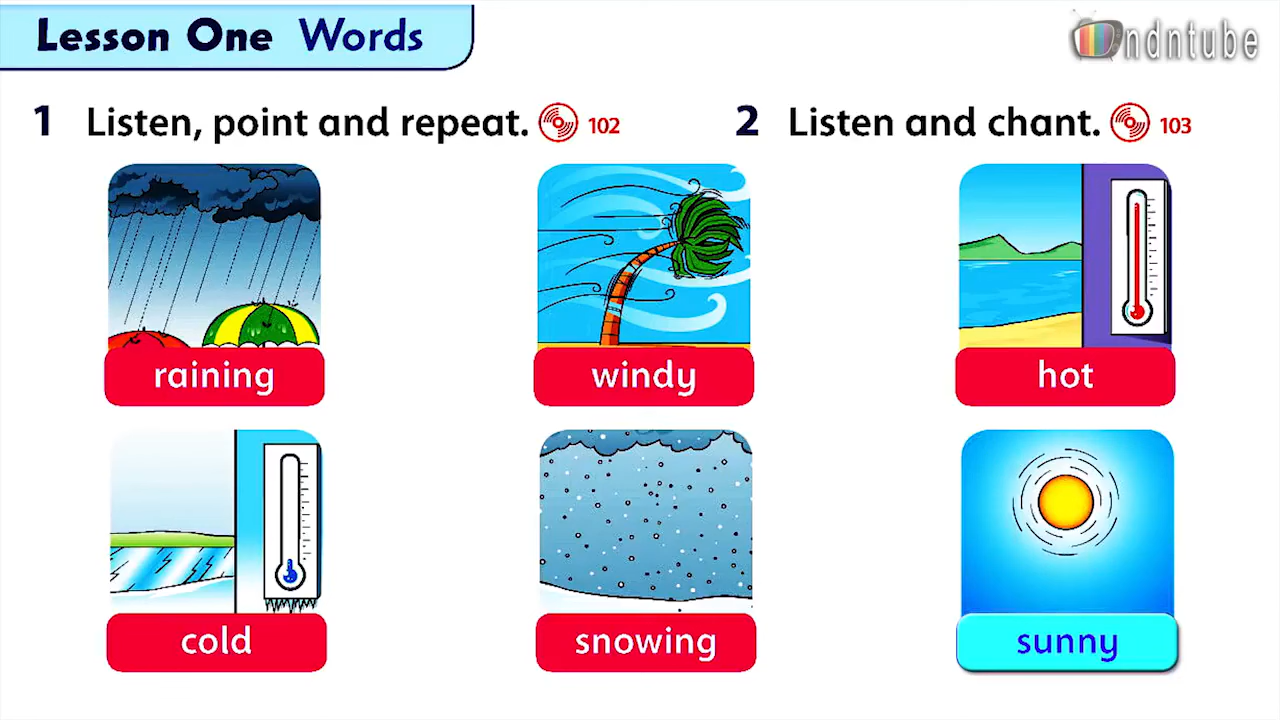 Lesson One Words
ndntube
1 Listen, point and repeat. 102
2 Listen and chant. 103
raining
windy
hot
cold
snowing
sunny